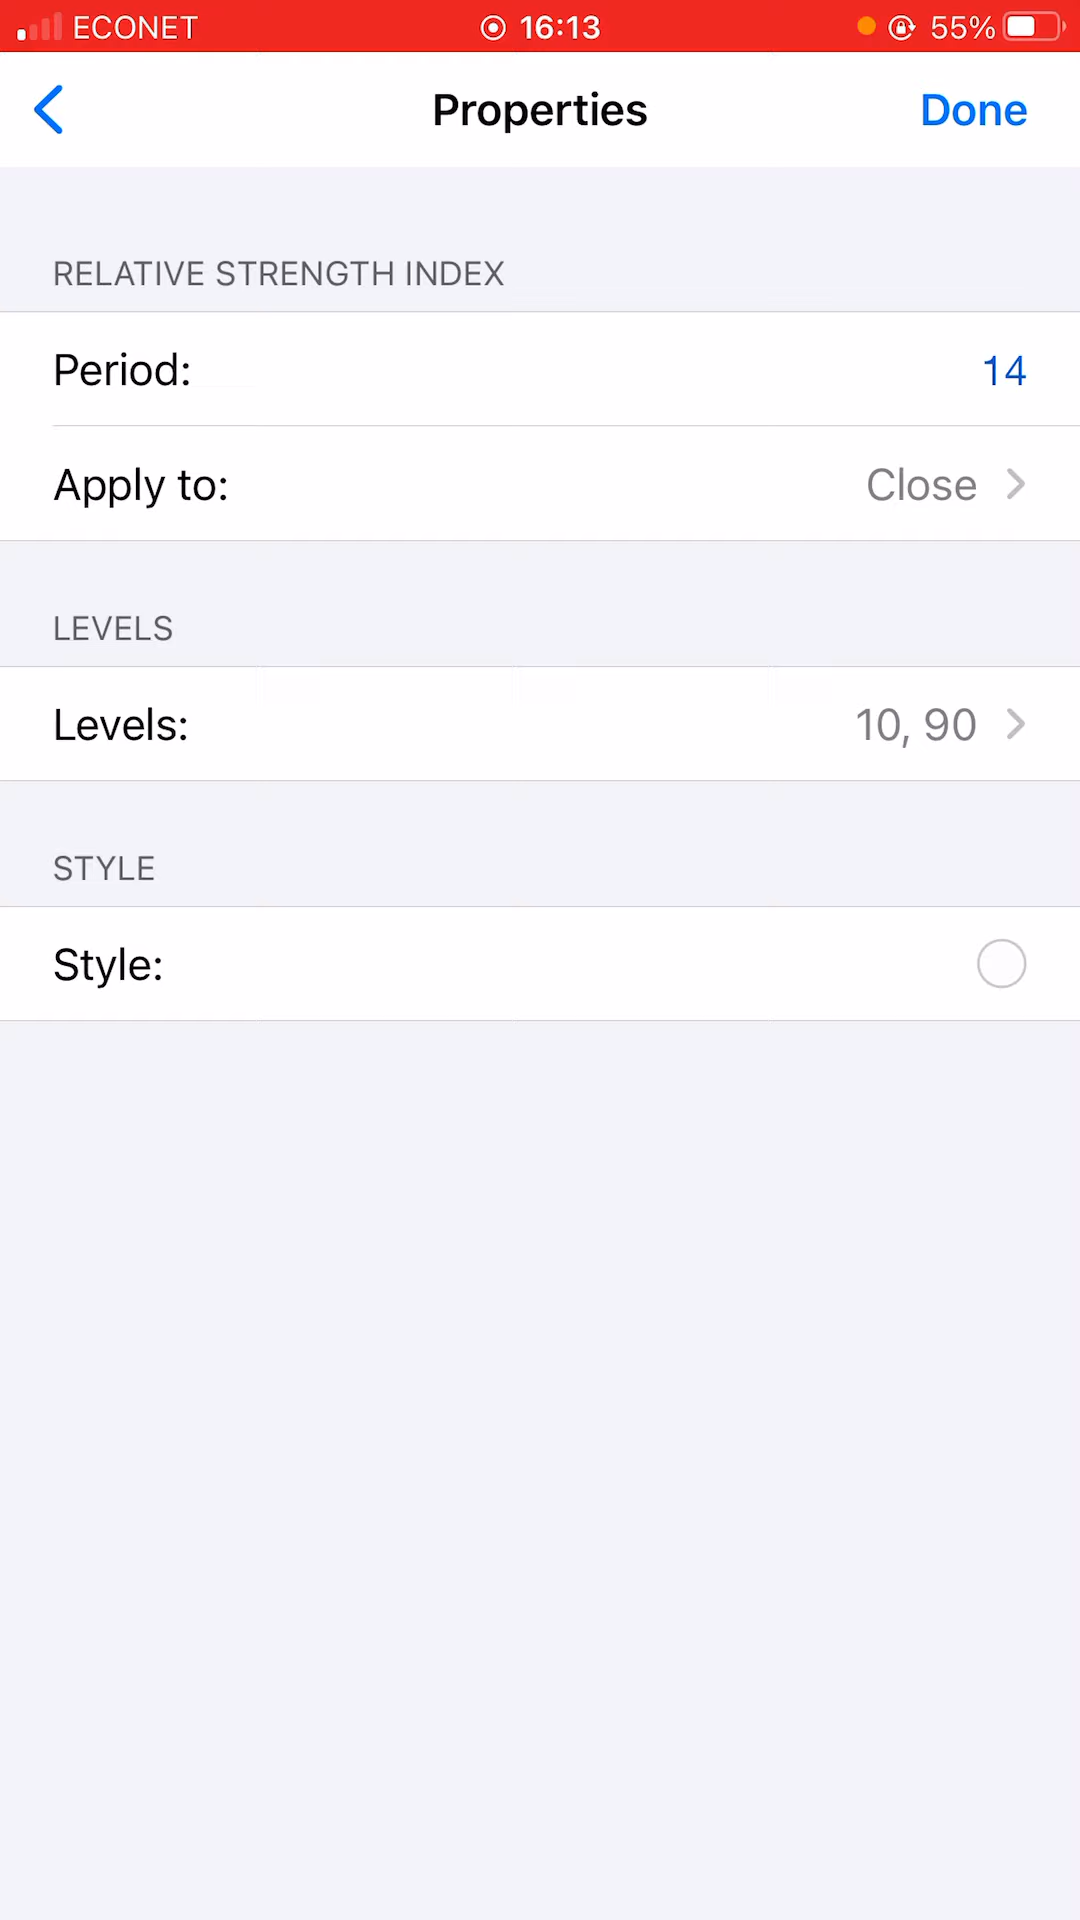 ECONET 16:13 55%
Properties Done
RELATIVE STRENGTH INDEX
Period: 14
Apply to: Close
LEVELS
Levels: 10, 90
STYLE
Style: